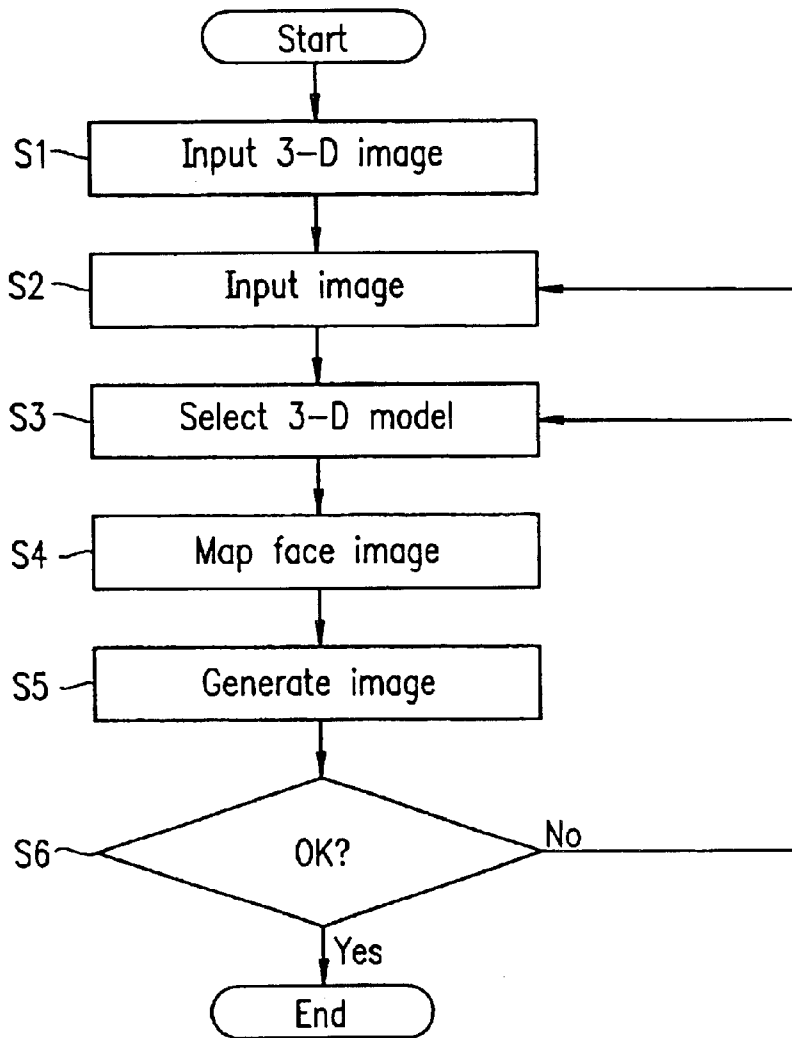 Start
S1 Input 3-D image
S2 Input image
S3 Select 3-D model
S4 Map face image
S5 Generate image
S6 OK? No
Yes
End